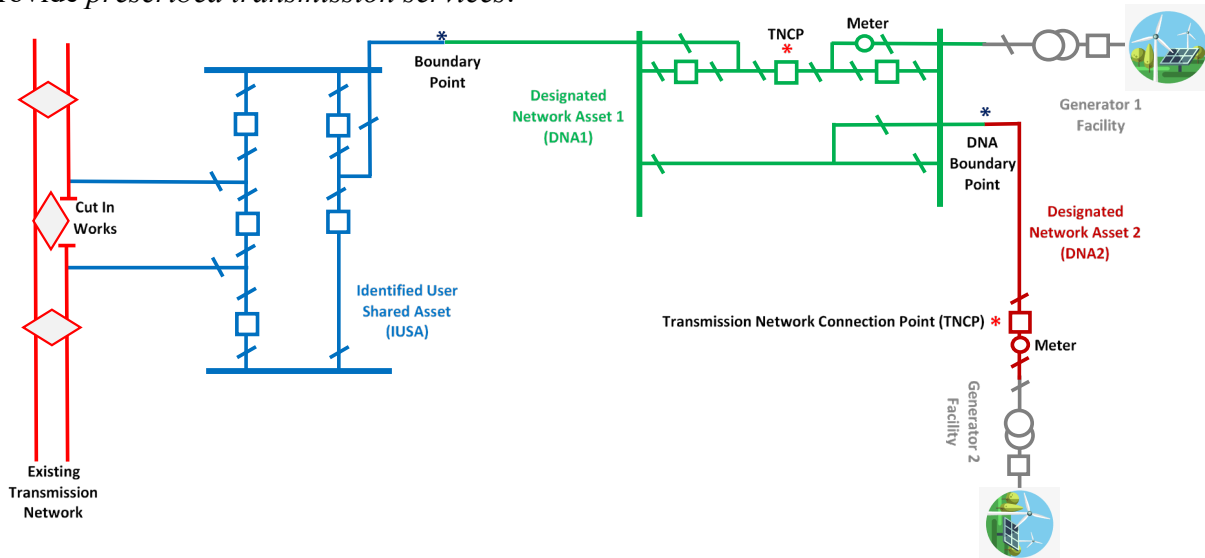 provide prescribed transmission services.
*
Boundary
Point
TNCP
*
Meter
Designated
Network Asset 1
(DNA1)
Generator 1
Facility
*
DNA
Boundary
Point
Cut In
Works
Designated
Network Asset 2
(DNA2)
Identified User
Shared Asset
(IUSA)
Transmission Network Connection Point (TNCP) *
Meter
Generator 2
Facility
Existing
Transmission
Network